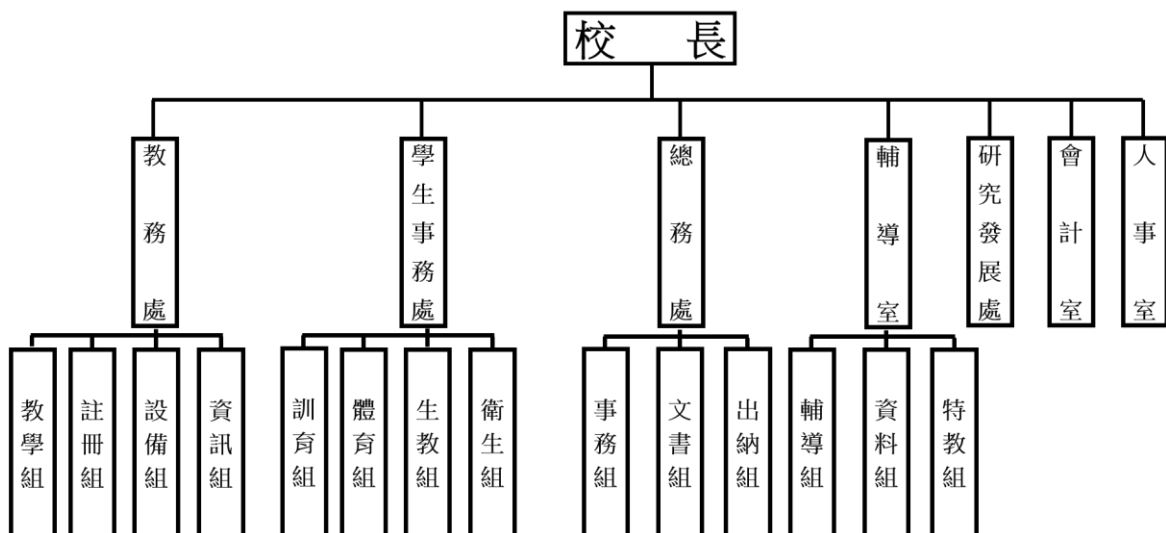 校長
教務處
學生事務處
總務處
輔導室
研究發展處
會計室
人事室
教學組
註冊組
設備組
資訊組
訓育組
體育組
生教組
衛生組
事務組
文書組
出納組
輔導組
資料組
特教組